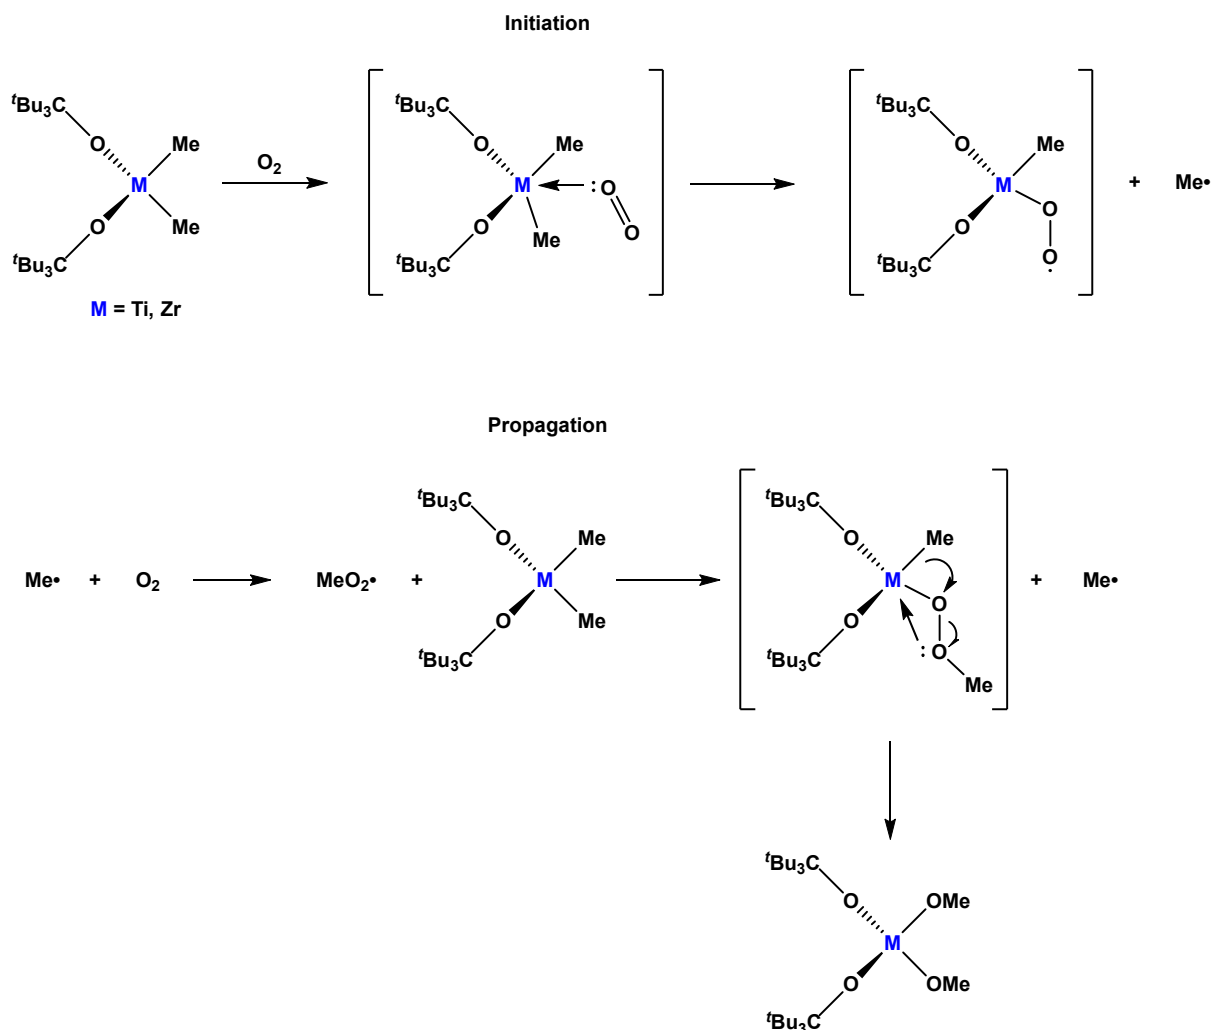 Initiation
ᵗBu₃C ᵗBu₃C ᵗBu₃C
O Me O Me O Me
O₂
M M :O M + Me•
O
O Me O Me O O O•
ᵗBu₃C ᵗBu₃C ᵗBu₃C
M = Ti, Zr
Propagation
ᵗBu₃C ᵗBu₃C
O Me O Me
Me• + O₂ MeO₂• + M M + Me•
O
O Me O :O
ᵗBu₃C ᵗBu₃C Me
ᵗBu₃C
O OMe
M
O OMe
ᵗBu₃C